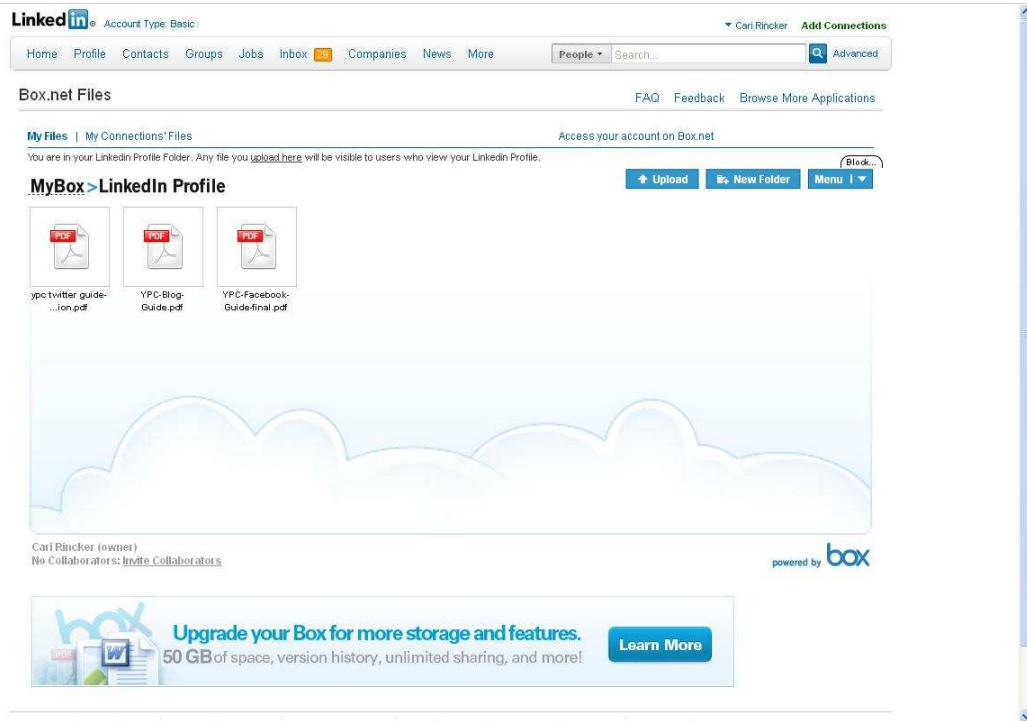 Linked in Account Type: Basic
Cari Rincker Add Connections
Home Profile Contacts Groups Jobs Inbox 29 Companies News More People Search... Advanced
Box.net Files
FAQ Feedback Browse More Applications
My Files | My Connections' Files Access your account on Box.net
You are in your Linkedin Profile Folder. Any file you upload here will be visible to users who view your Linkedin Profile.
Block...
MyBox > LinkedIn Profile
Upload New Folder Menu
PDF PDF PDF
ypc twitter guide-
...ion.pdf
YPC-Blog-
Guide.pdf
YPC-Facebook-
Guide-final.pdf
Cari Rincker (owner)
No Collaborators: Invite Collaborators
powered by box
box
Upgrade your Box for more storage and features.
50 GB of space, version history, unlimited sharing, and more!
Learn More
PDF W